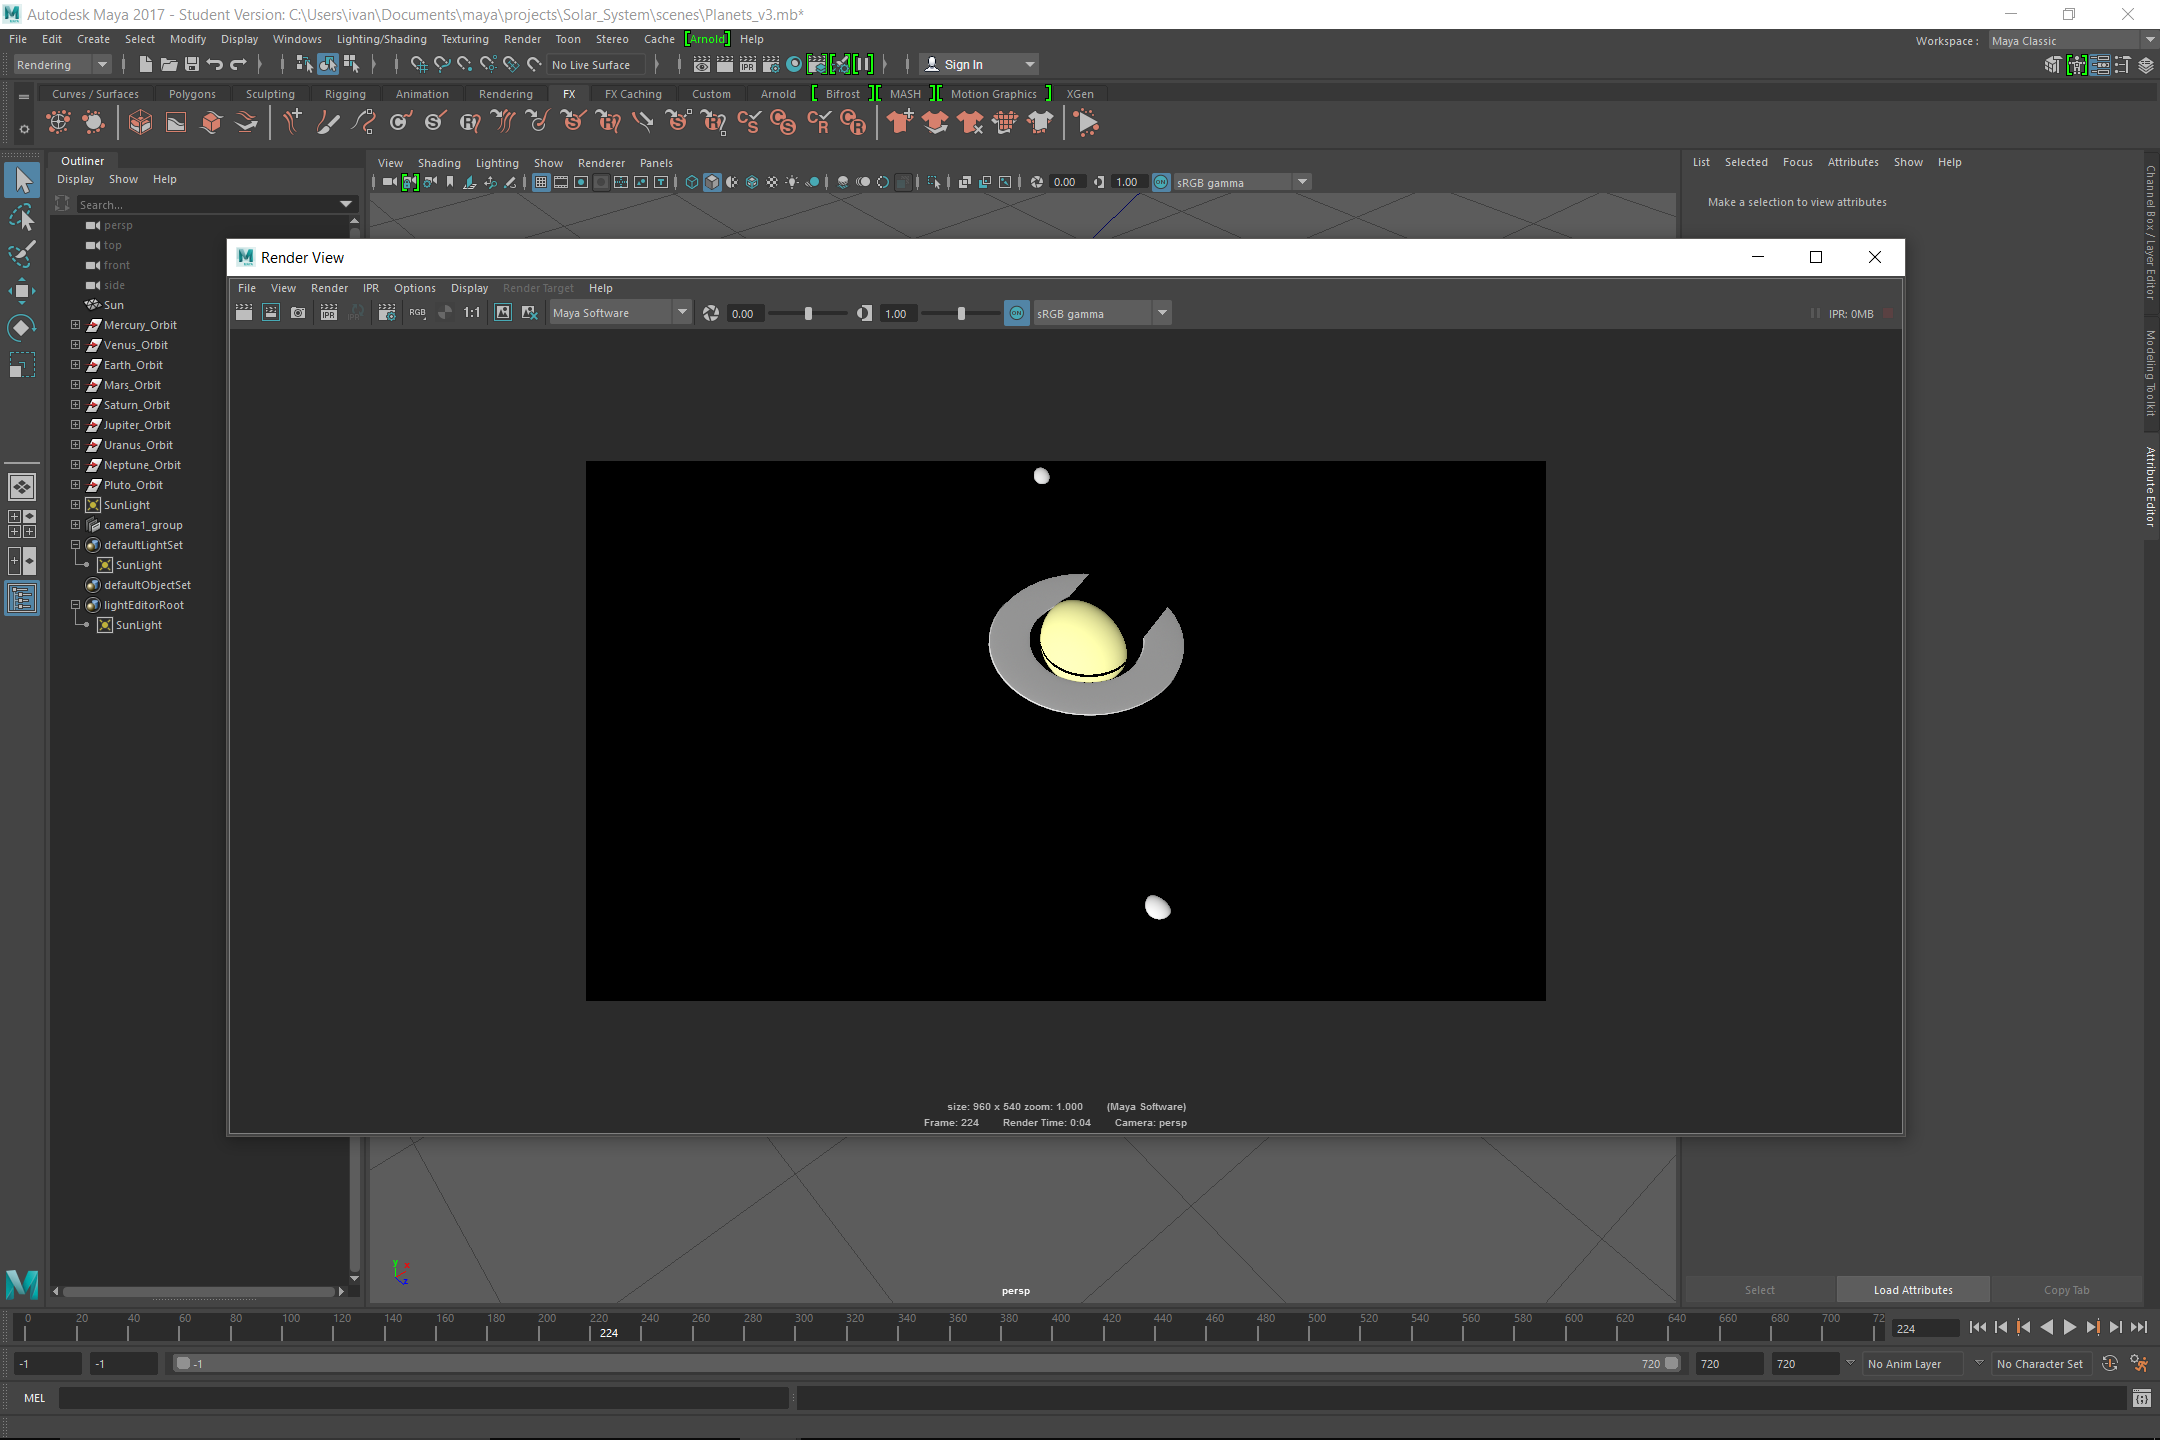 Autodesk Maya 2017 - Student Version: C:\Users\ivan\Documents\maya\projects\Solar_System\scenes\Planets_v3.mb*
File Edit Create Select Modify Display Windows Lighting/Shading Texturing Render Toon Stereo Cache [Arnold] Help
Workspace : Maya Classic
Rendering No Live Surface IPR Sign In
Curves / Surfaces Polygons Sculpting Rigging Animation Rendering FX FX Caching Custom Arnold Bifrost MASH Motion Graphics XGen
Outliner
Display Show Help
Search...
persp
top
front
side
Sun
Mercury_Orbit
Venus_Orbit
Earth_Orbit
Mars_Orbit
Saturn_Orbit
Jupiter_Orbit
Uranus_Orbit
Neptune_Orbit
Pluto_Orbit
SunLight
camera1_group
defaultLightSet
SunLight
defaultObjectSet
lightEditorRoot
SunLight
View Shading Lighting Show Renderer Panels
0.00 1.00 ON sRGB gamma
Render View
File View Render IPR Options Display Render Target Help
IPR RGB 1:1 Maya Software 0.00 1.00 ON sRGB gamma IPR: 0MB
size: 960 x 540 zoom: 1.000 (Maya Software)
Frame: 224 Render Time: 0:04 Camera: persp
y x z
persp
List Selected Focus Attributes Show Help
Make a selection to view attributes
Channel Box / Layer Editor
Modeling Toolkit
Attribute Editor
Select Load Attributes Copy Tab
0 20 40 60 80 100 120 140 160 180 200 220 240 260 280 300 320 340 360 380 400 420 440 460 480 500 520 540 560 580 600 620 640 660 680 700 72
224
224
-1 -1 -1 720 720 720 No Anim Layer No Character Set
MEL